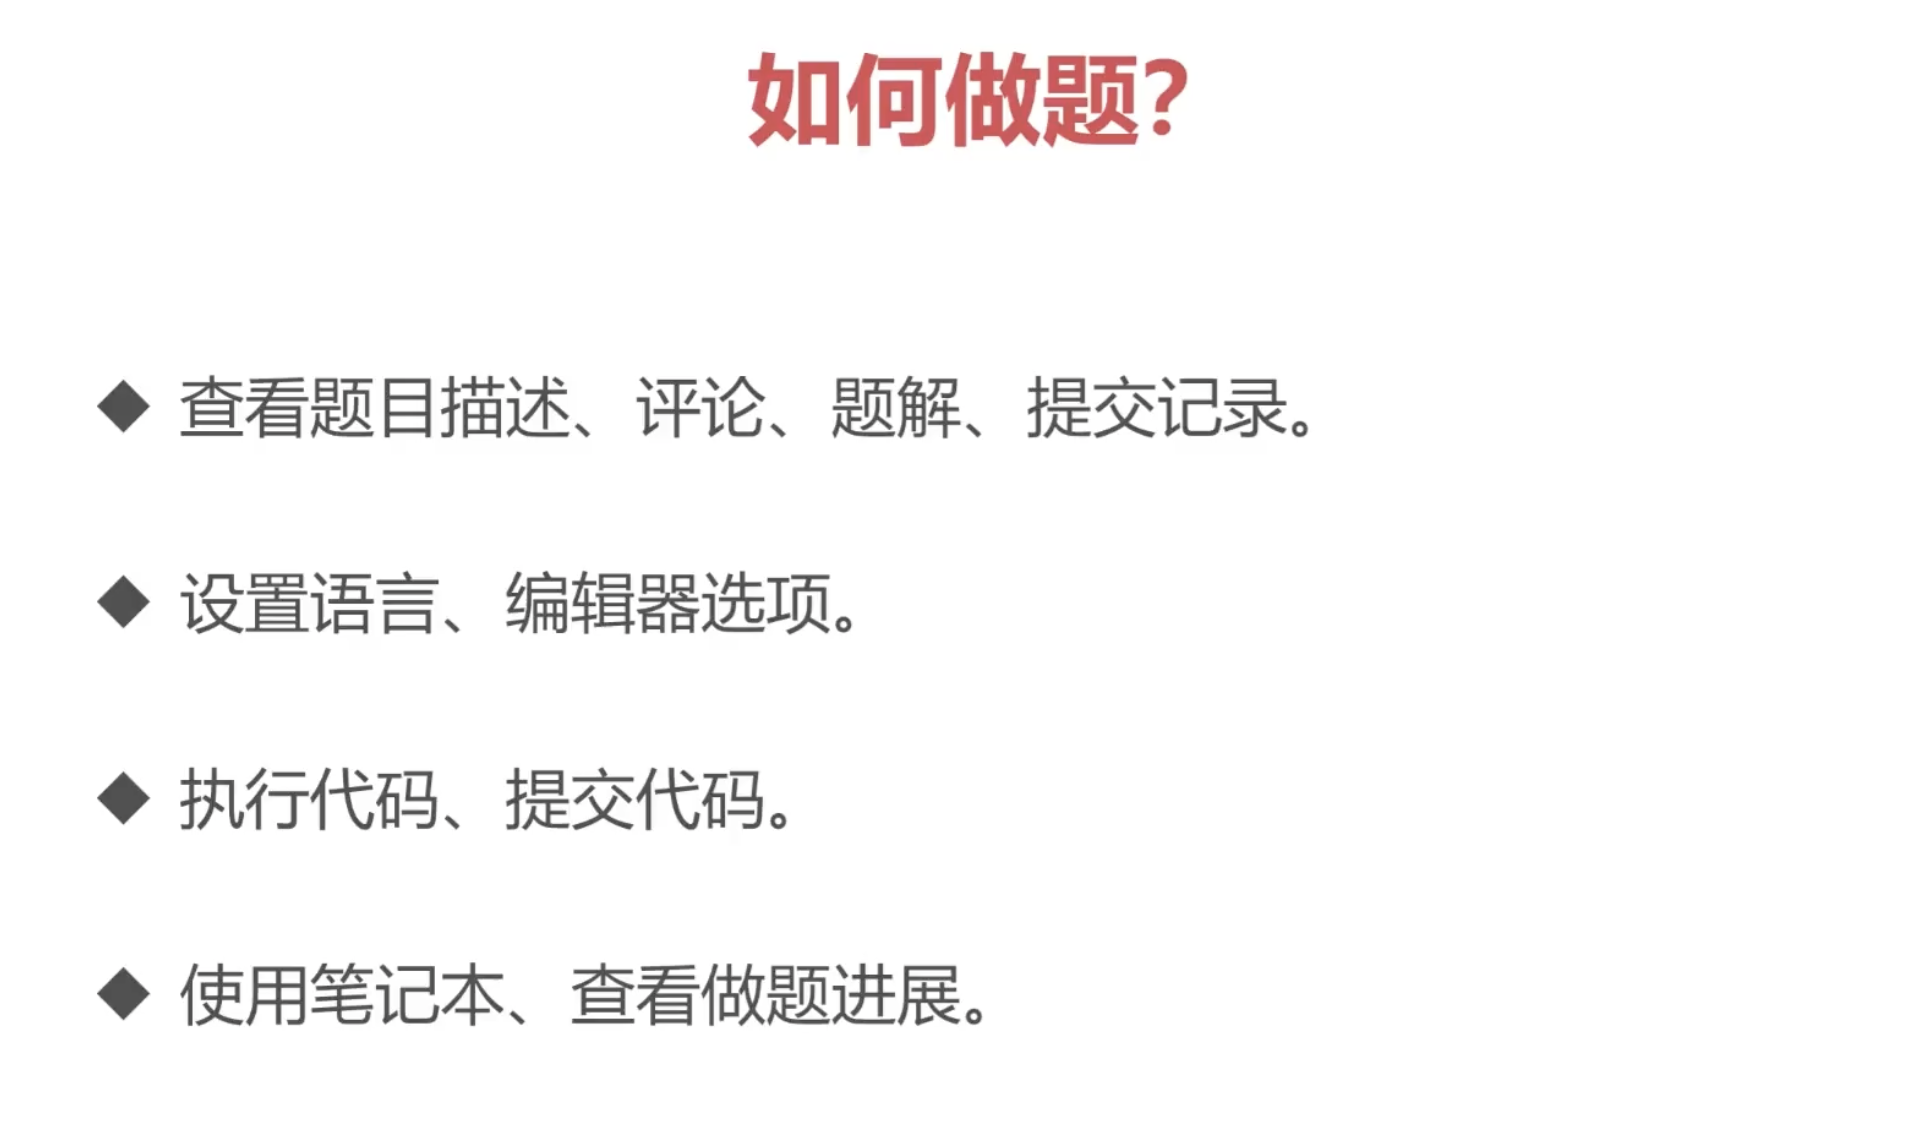 如何做题？
◆ 查看题目描述、评论、题解、提交记录。
◆ 设置语言、编辑器选项。
◆ 执行代码、提交代码。
◆ 使用笔记本、查看做题进展。